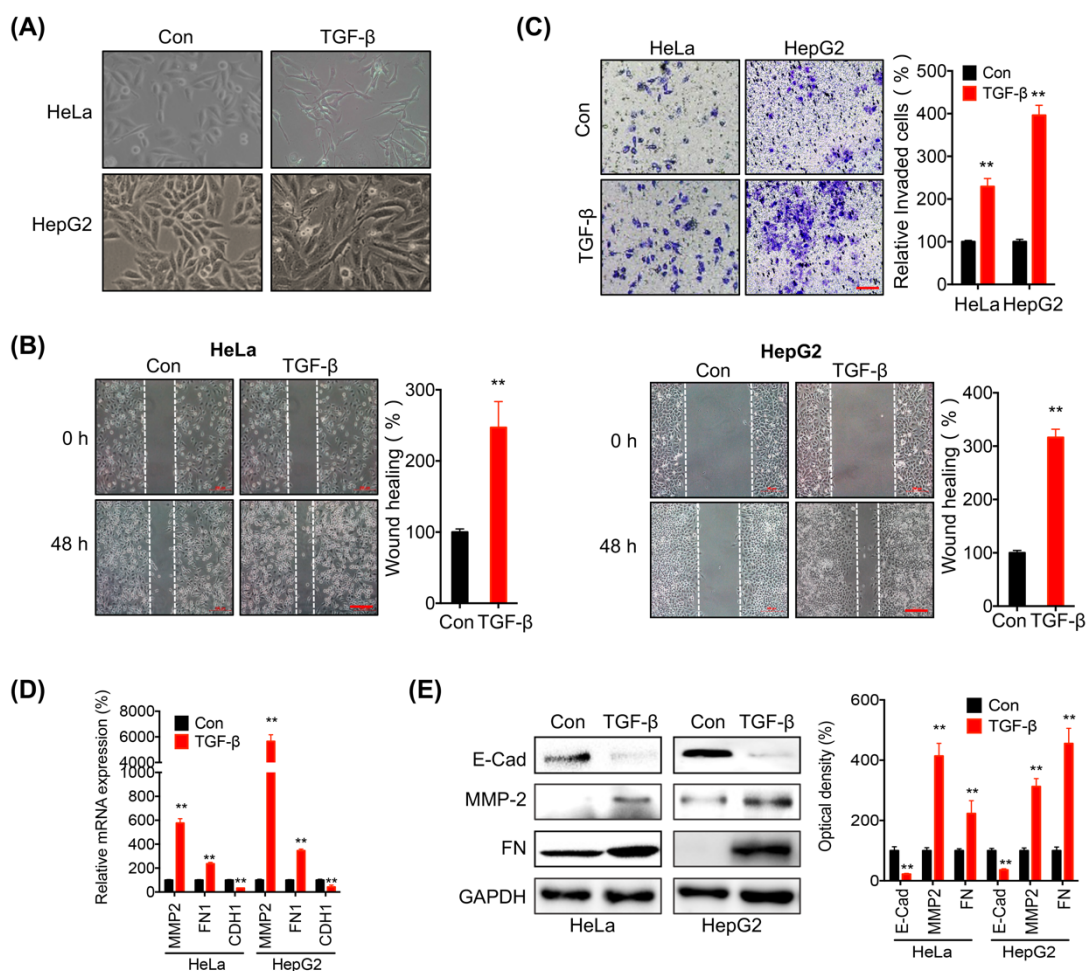 (A)
Con
TGF-β
HeLa
HepG2
(B)
HeLa
Con
TGF-β
0 h
48 h
Wound healing ( % )
300
200
100
0
**
Con TGF-β
HepG2
Con
TGF-β
0 h
48 h
Wound healing ( % )
400
300
200
100
0
**
Con TGF-β
(C)
HeLa
HepG2
Con
TGF-β
Relative Invaded cells ( % )
500
400
300
200
100
0
Con
TGF-β
**
**
HeLa HepG2
(D)
Relative mRNA expression (%)
8000
6000
4000
2000
1000
800
600
400
200
0
Con
TGF-β
**
**
**
**
**
**
MMP2
FN1
CDH1
MMP2
FN1
CDH1
HeLa
HepG2
(E)
Con
TGF-β
Con
TGF-β
E-Cad
MMP-2
FN
GAPDH
HeLa
HepG2
Optical density (%)
600
400
200
0
Con
TGF-β
**
**
**
**
**
**
E-Cad
MMP2
FN
E-Cad
MMP2
FN
HeLa
HepG2